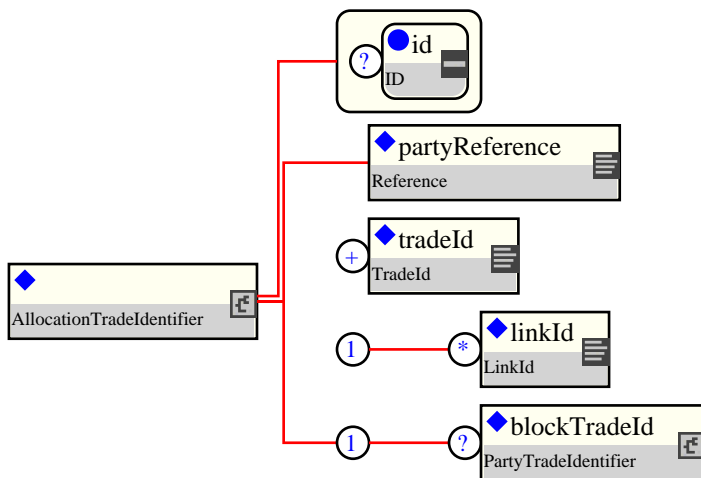 ? id
ID
partyReference
Reference
+ tradeId
TradeId
AllocationTradeIdentifier
1 * linkId
LinkId
1 ? blockTradeId
PartyTradeIdentifier